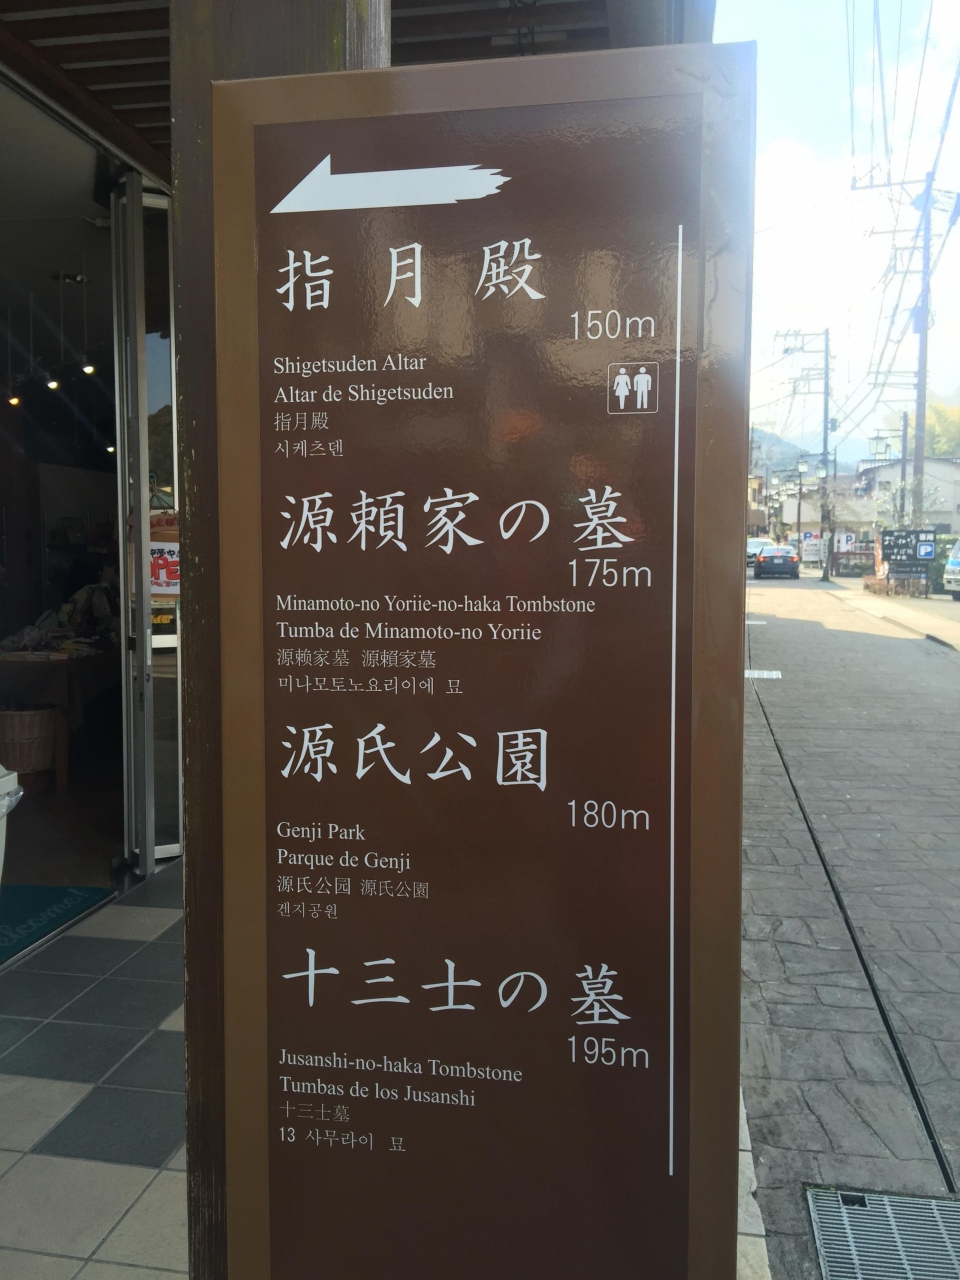 指月殿
150m
Shigetsuden Altar
Altar de Shigetsuden
指月殿
시케츠덴
源頼家の墓
175m
Minamoto-no Yoriie-no-haka Tombstone
Tumba de Minamoto-no Yoriie
源赖家墓 源賴家墓
미나모토노요리이에 묘
源氏公園
180m
Genji Park
Parque de Genji
源氏公园 源氏公園
겐지공원
十三士の墓
195m
Jusanshi-no-haka Tombstone
Tumbas de los Jusanshi
十三士墓
13 사무라이 묘
P
P
P